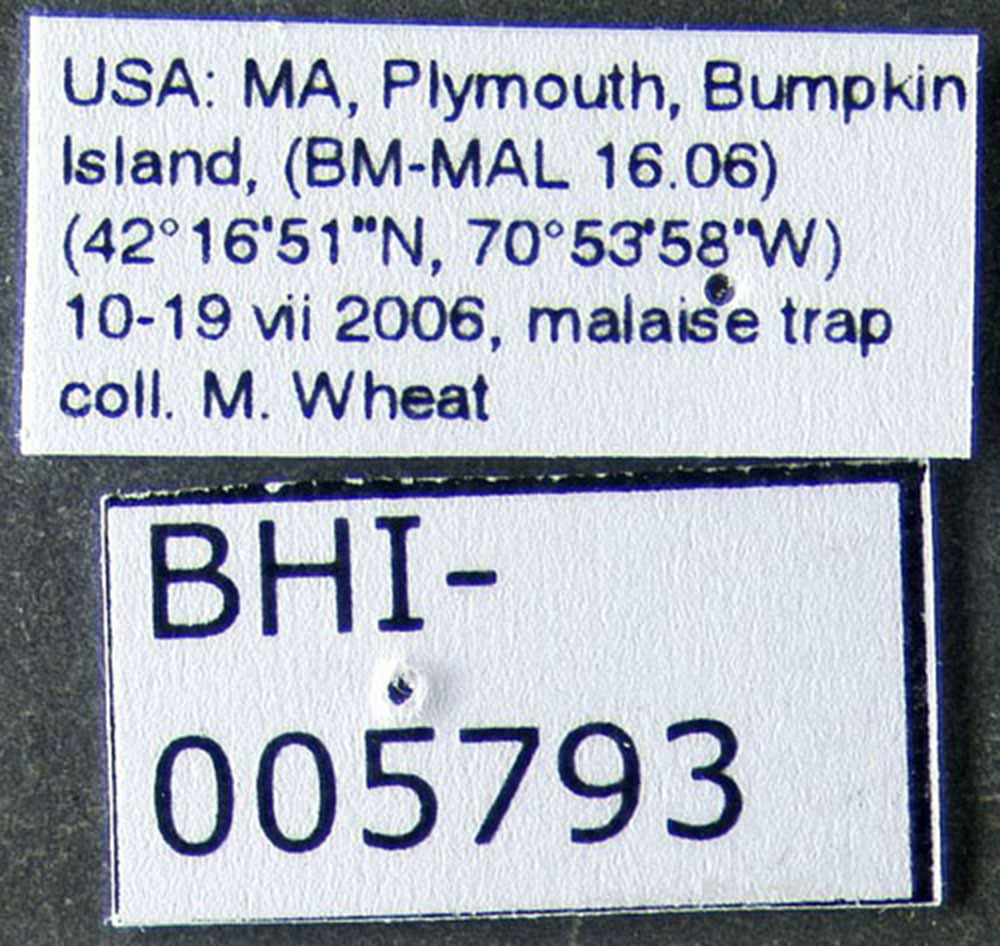 USA: MA, Plymouth, Bumpkin
Island, (BM-MAL 16.06)
(42°16'51"N, 70°53'58"W)
10-19 vii 2006, malaise trap
coll. M. Wheat
BHI-
005793